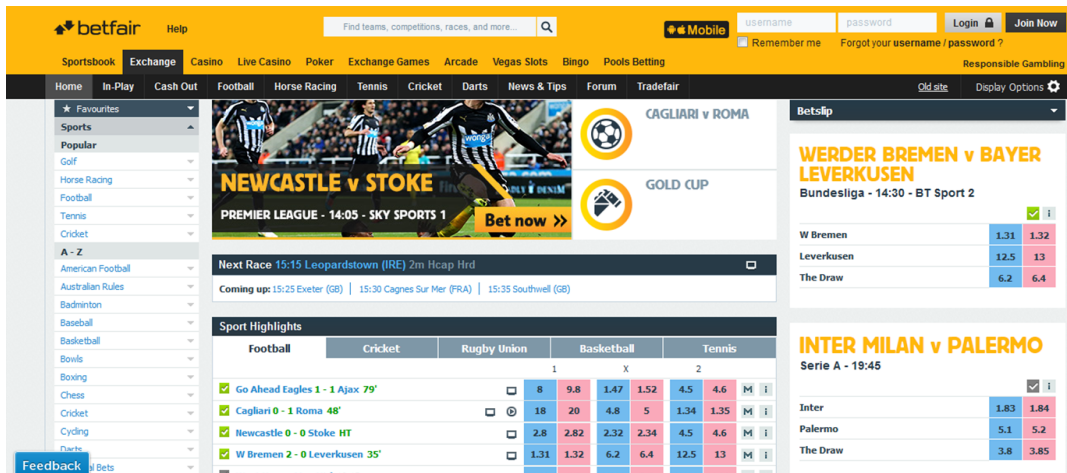 betfair
Help
Find teams, competitions, races, and more...
Mobile
username
password
Login
Join Now
Remember me
Forgot your username / password ?
Sportsbook Exchange Casino Live Casino Poker Exchange Games Arcade Vegas Slots Bingo Pools Betting
Responsible Gambling
Home In-Play Cash Out Football Horse Racing Tennis Cricket Darts News & Tips Forum Tradefair
Old site Display Options
Favourites
Sports
Popular
Golf
Horse Racing
Football
Tennis
Cricket
A - Z
American Football
Australian Rules
Badminton
Baseball
Basketball
Bowls
Boxing
Chess
Cricket
Cycling
Darts
Feedback
al Bets
wonga
NEWCASTLE v STOKE
PREMIER LEAGUE - 14:05 - SKY SPORTS 1
Bet now >>
CAGLIARI v ROMA
GOLD CUP
Next Race 15:15 Leopardstown (IRE) 2m Hcap Hrd
Coming up: 15:25 Exeter (GB) | 15:30 Cagnes Sur Mer (FRA) | 15:35 Southwell (GB)
Sport Highlights
Football Cricket Rugby Union Basketball Tennis
1 X 2
Go Ahead Eagles 1 - 1 Ajax 79' 8 9.8 1.47 1.52 4.5 4.6 M i
Cagliari 0 - 1 Roma 48' 18 20 4.8 5 1.34 1.35 M i
Newcastle 0 - 0 Stoke HT 2.8 2.82 2.32 2.34 4.5 4.6 M i
W Bremen 2 - 0 Leverkusen 35' 1.31 1.32 6.2 6.4 12.5 13 M i
Betslip
WERDER BREMEN v BAYER
LEVERKUSEN
Bundesliga - 14:30 - BT Sport 2
i
W Bremen 1.31 1.32
Leverkusen 12.5 13
The Draw 6.2 6.4
INTER MILAN v PALERMO
Serie A - 19:45
i
Inter 1.83 1.84
Palermo 5.1 5.2
The Draw 3.8 3.85